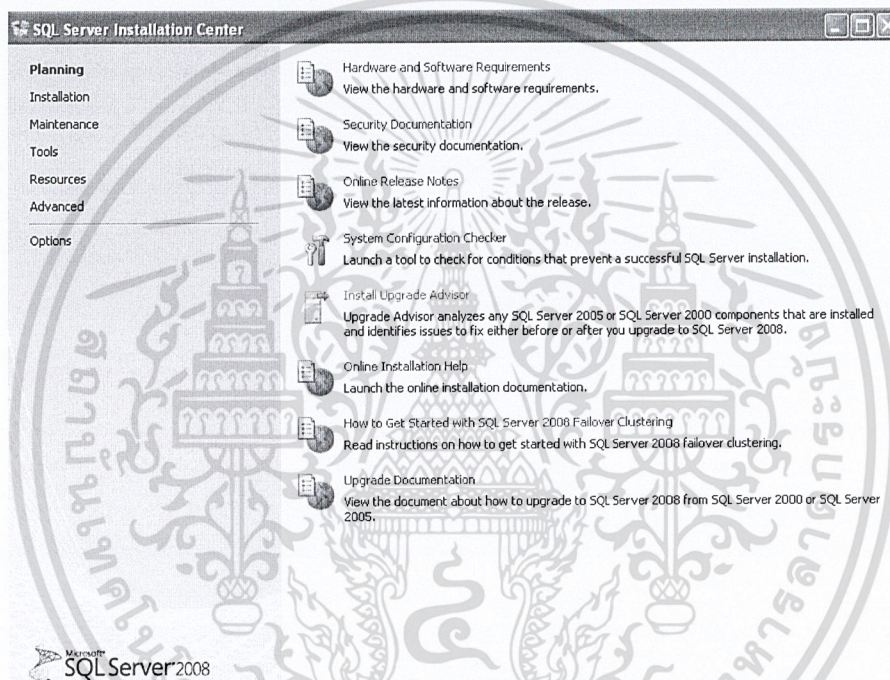 SQL Server Installation Center
Planning
Installation
Maintenance
Tools
Resources
Advanced
Options
Hardware and Software Requirements
View the hardware and software requirements.
Security Documentation
View the security documentation.
Online Release Notes
View the latest information about the release.
System Configuration Checker
Launch a tool to check for conditions that prevent a successful SQL Server installation.
Install Upgrade Advisor
Upgrade Advisor analyzes any SQL Server 2005 or SQL Server 2000 components that are installed
and identifies issues to fix either before or after you upgrade to SQL Server 2008.
Online Installation Help
Launch the online installation documentation.
How to Get Started with SQL Server 2008 Failover Clustering
Read instructions on how to get started with SQL Server 2008 failover clustering.
Upgrade Documentation
View the document about how to upgrade to SQL Server 2008 from SQL Server 2000 or SQL Server
2005.
Microsoft
SQL Server 2008